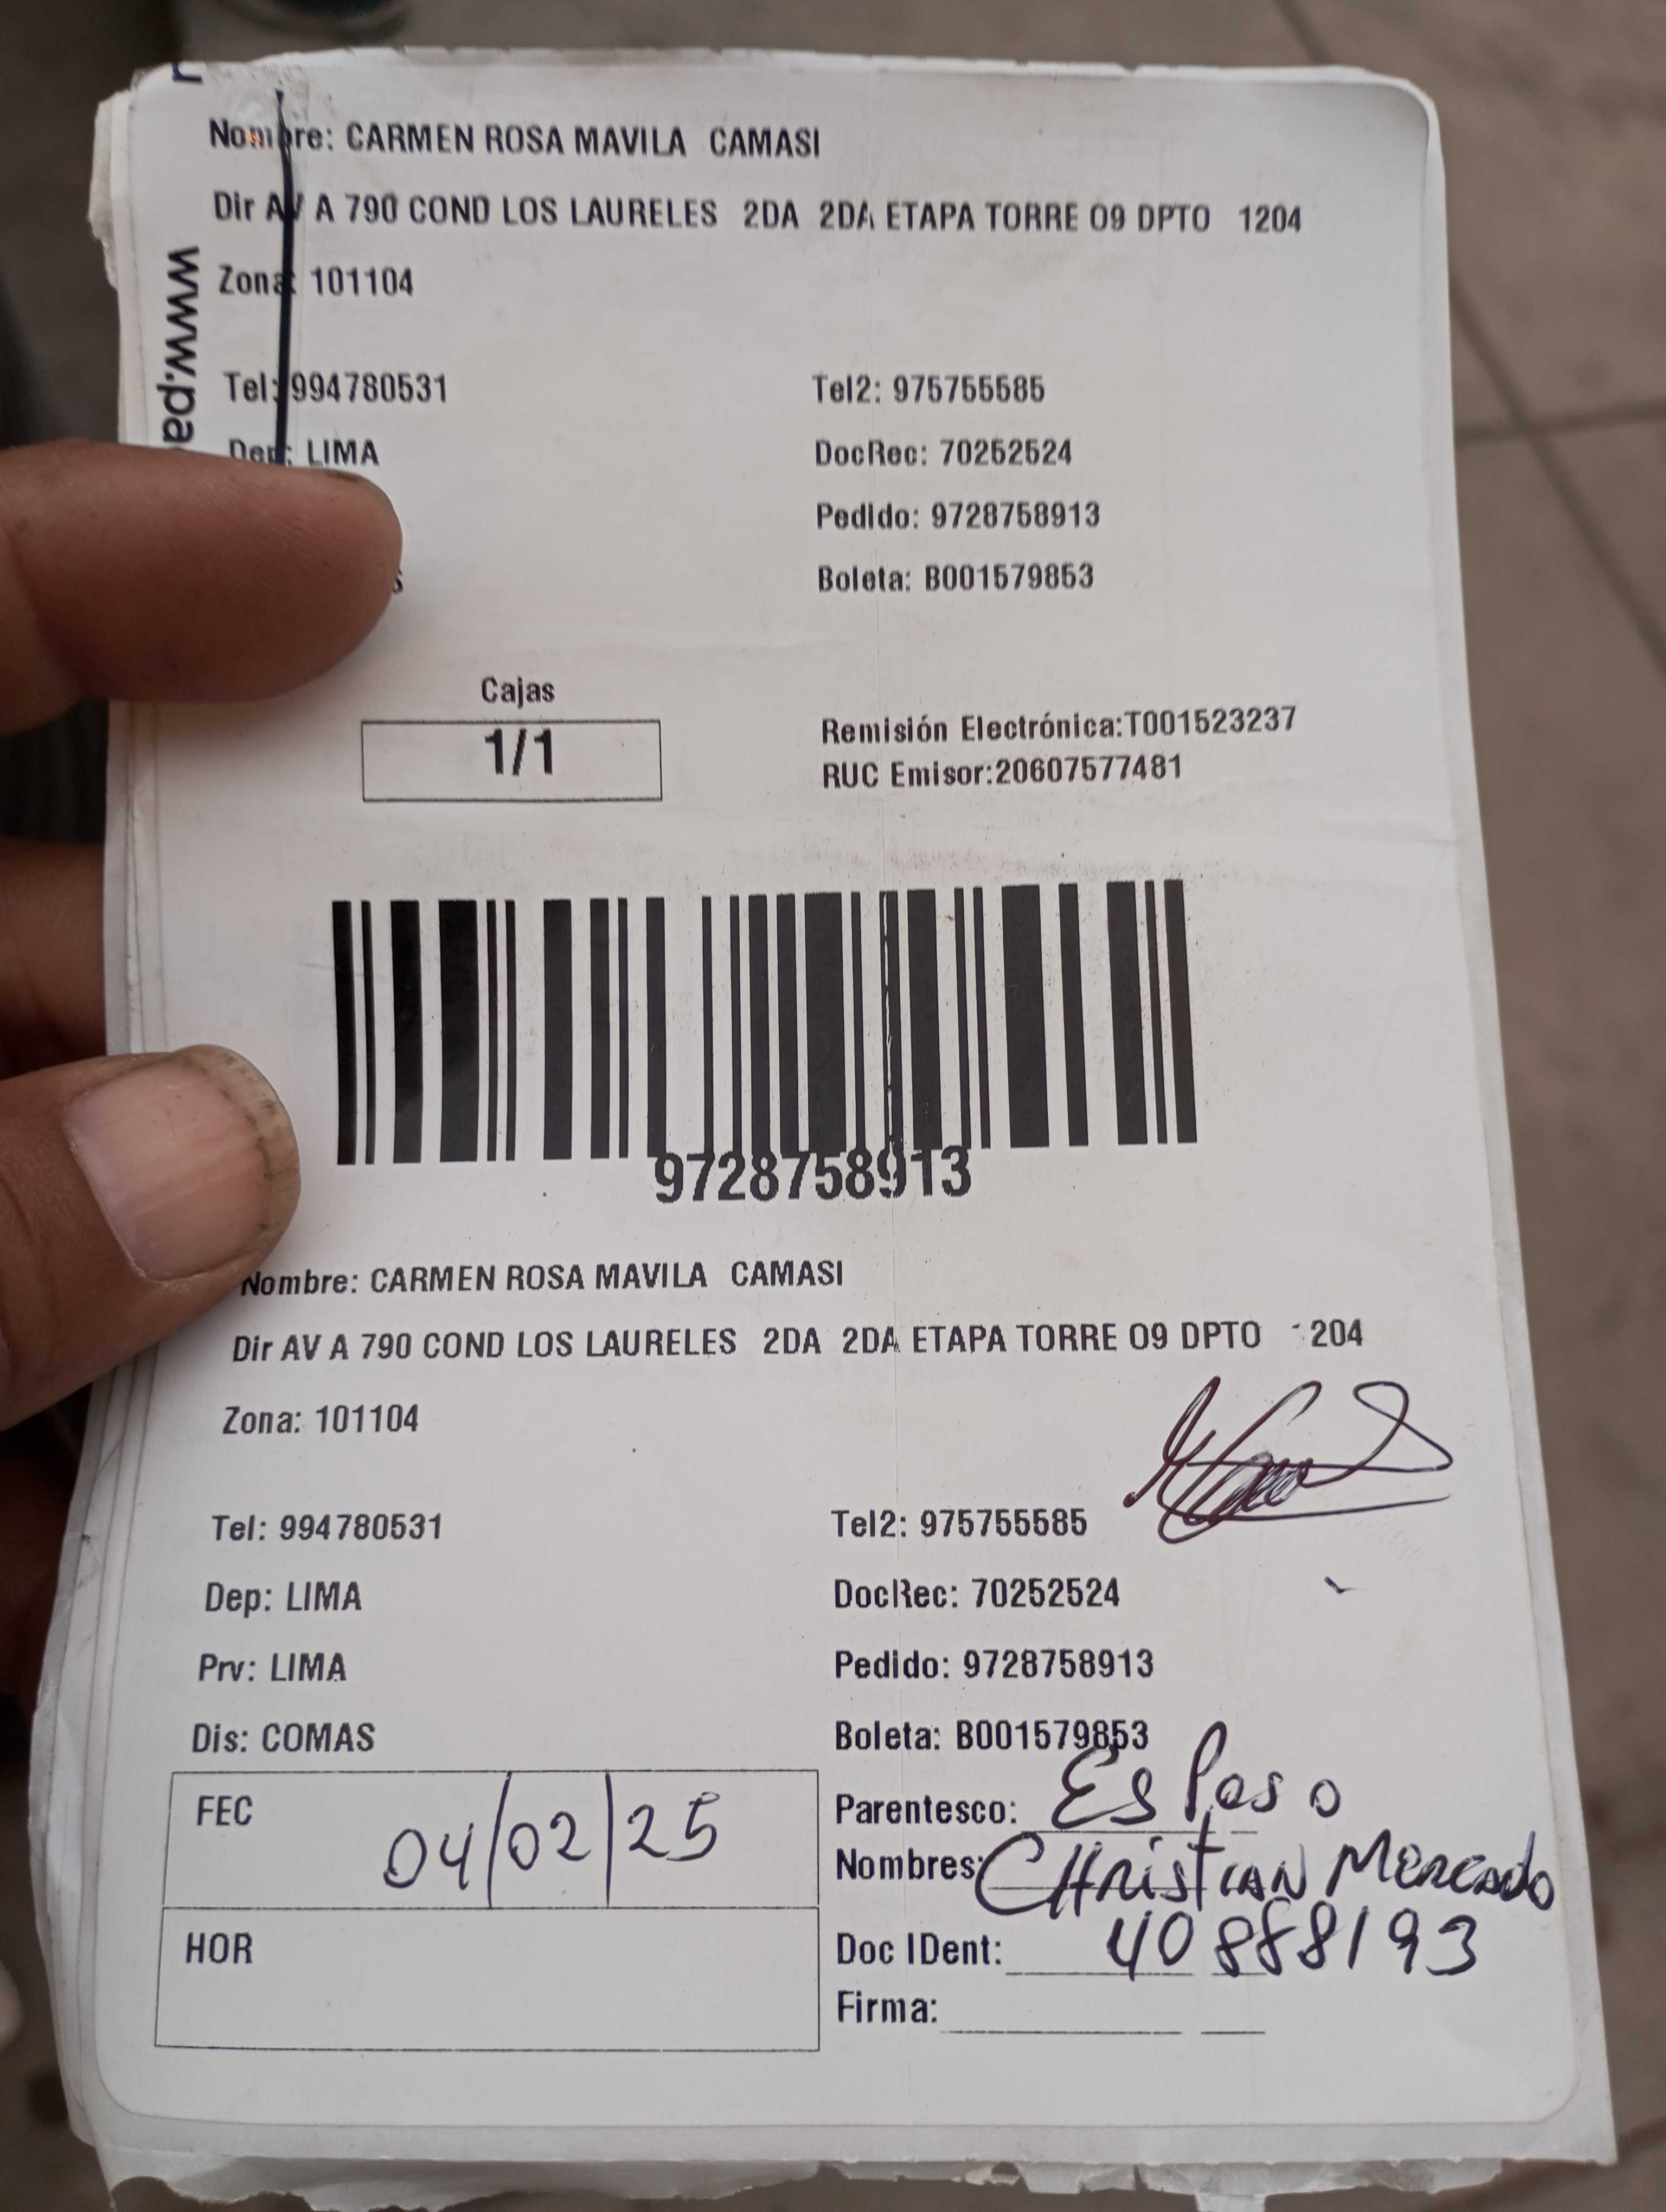 www.pa
Nombre: CARMEN ROSA MAVILA CAMASI
Dir AV A 790 COND LOS LAURELES 2DA 2DA ETAPA TORRE 09 DPTO 1204
Zona: 101104
Tel: 994780531 Tel2: 975755585
Dep: LIMA DocRec: 70252524
Pedido: 9728758913
Boleta: B001579853
Cajas
1/1
Remisión Electrónica:T001523237
RUC Emisor:20607577481
9728758913
Nombre: CARMEN ROSA MAVILA CAMASI
Dir AV A 790 COND LOS LAURELES 2DA 2DA ETAPA TORRE 09 DPTO 204
Zona: 101104
Tel: 994780531 Tel2: 975755585
Dep: LIMA DocRec: 70252524
Prv: LIMA Pedido: 9728758913
Dis: COMAS Boleta: B001579853
FEC 04/02/25 Parentesco: Esposo
Nombres: CHRISTIAN MERCADO
HOR Doc IDent: 40888193
Firma: